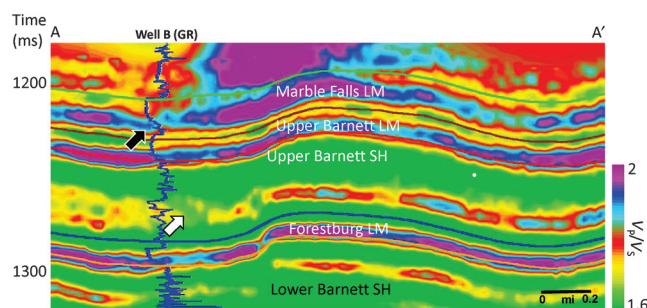 Time
(ms)
A
Well B (GR)
A′
1200
Marble Falls LM
Upper Barnett LM
Upper Barnett SH
2
Vp/Vs
Forestburg LM
1300
Lower Barnett SH
0 mi 0.2
1.6